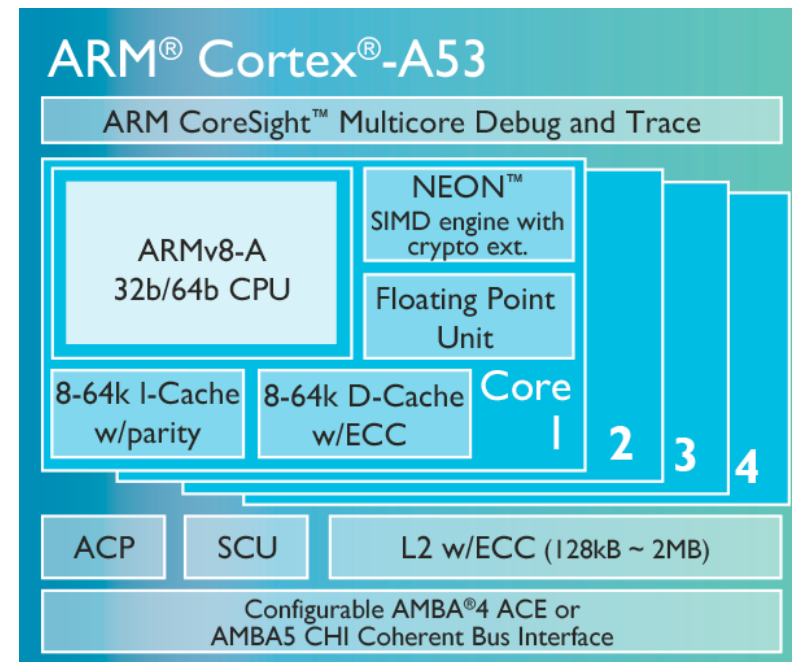 ARM® Cortex®-A53
ARM CoreSight™ Multicore Debug and Trace
ARMv8-A
32b/64b CPU
NEON™
SIMD engine with
crypto ext.
Floating Point
Unit
8-64k I-Cache
w/parity
8-64k D-Cache
w/ECC
Core
1
2
3
4
ACP
SCU
L2 w/ECC (128kB ~ 2MB)
Configurable AMBA®4 ACE or
AMBA5 CHI Coherent Bus Interface